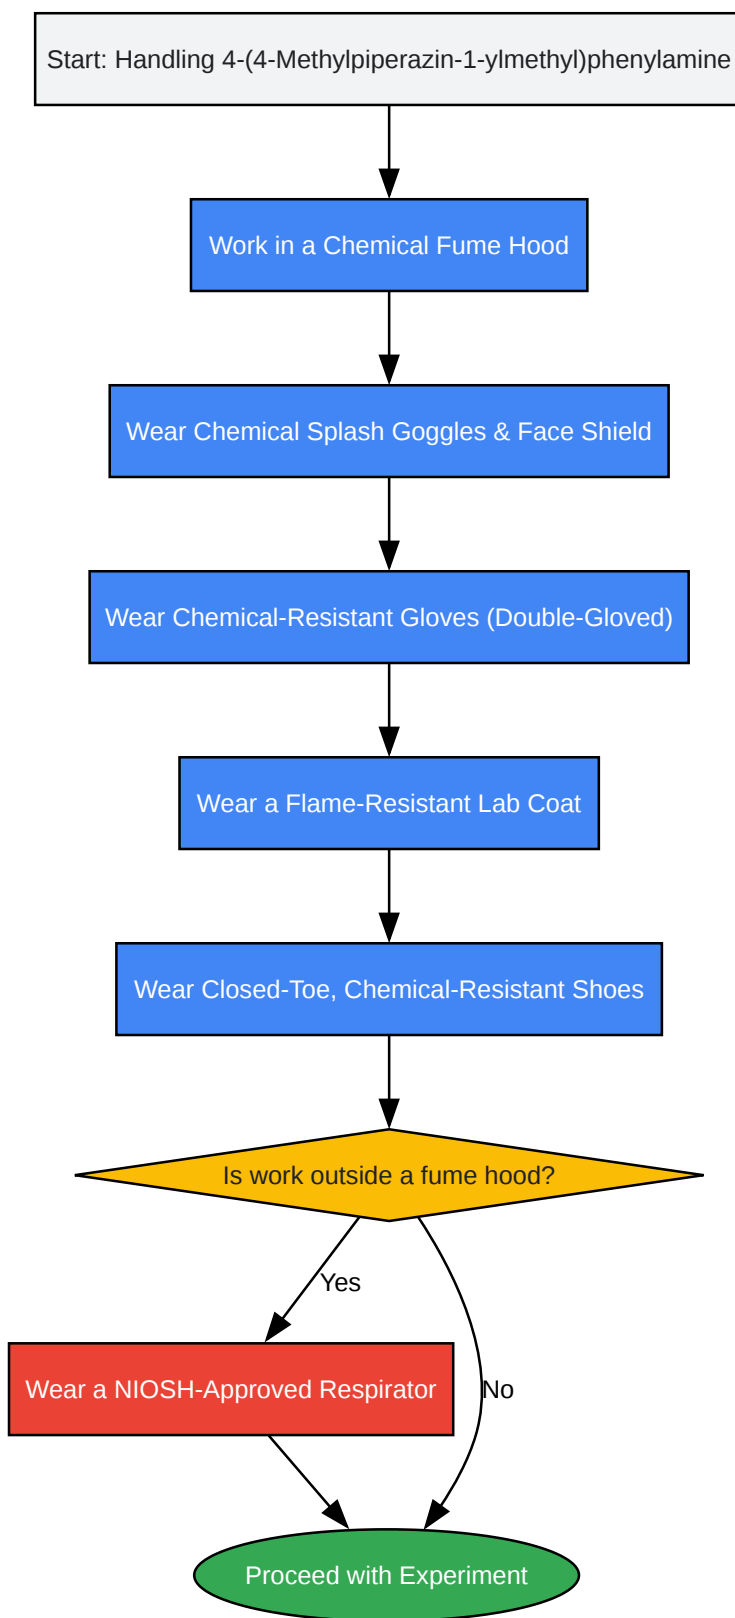 Start: Handling 4-(4-Methylpiperazin-1-ylmethyl)phenylamine
Work in a Chemical Fume Hood
Wear Chemical Splash Goggles & Face Shield
Wear Chemical-Resistant Gloves (Double-Gloved)
Wear a Flame-Resistant Lab Coat
Wear Closed-Toe, Chemical-Resistant Shoes
Is work outside a fume hood?
Yes
Wear a NIOSH-Approved Respirator
No
Proceed with Experiment